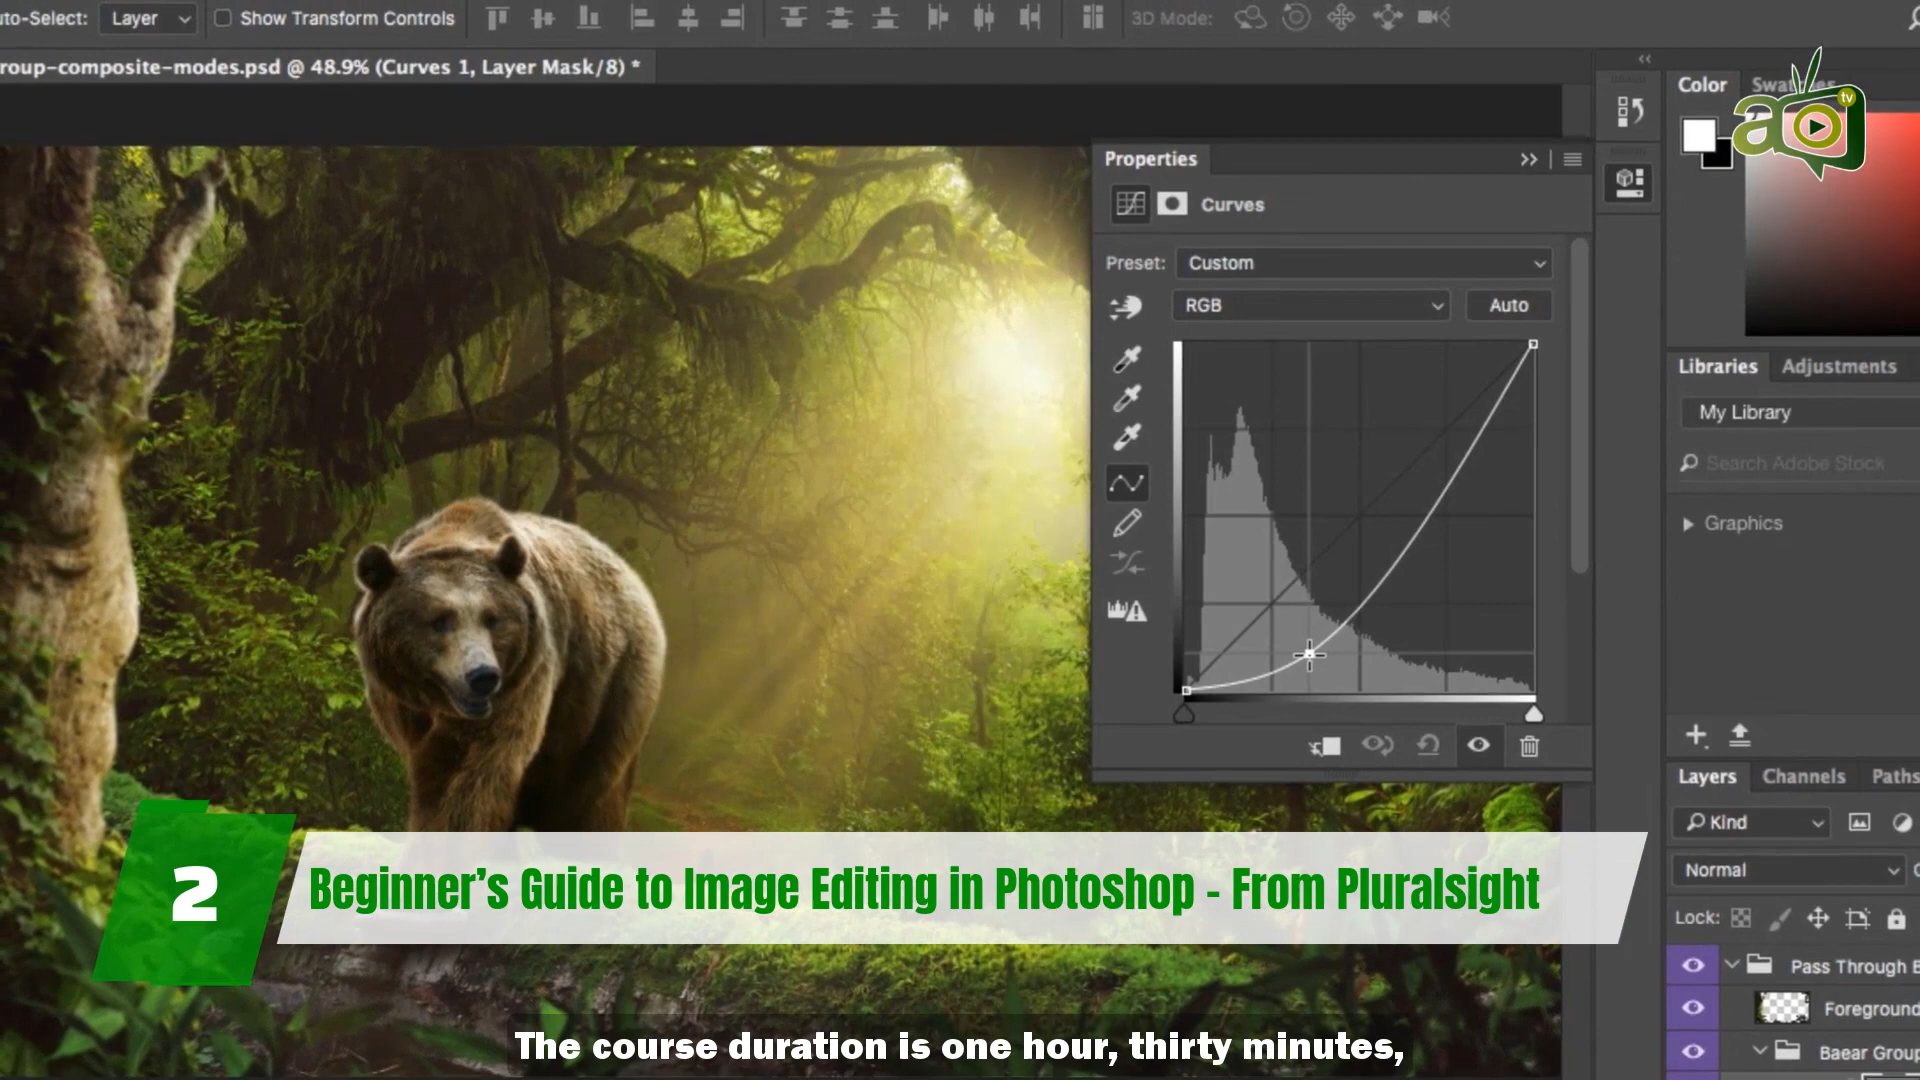 uto-Select: Layer Show Transform Controls 3D Mode:
roup-composite-modes.psd @ 48.9% (Curves 1, Layer Mask/8) *
Color Swatches
ao tv
Properties
Curves
Preset: Custom
RGB Auto
Libraries Adjustments
My Library
Search Adobe Stock
Graphics
Layers Channels Paths
Kind
Normal
Lock:
Pass Through B
Foreground
Baear Group
2
Beginner’s Guide to Image Editing in Photoshop - From Pluralsight
The course duration is one hour, thirty minutes,